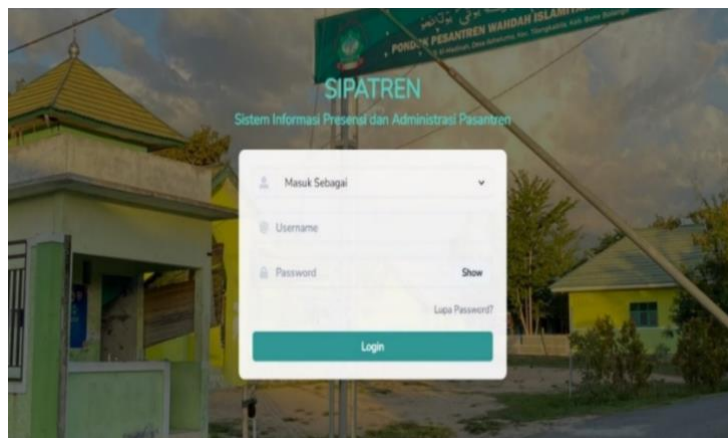 PONDOK PESANTREN WAHDAH ISLAMIYAH
SIPATREN
Sistem Informasi Presensi dan Administrasi Pasantren
Masuk Sebagai
Username
Password Show
Lupa Password?
Login